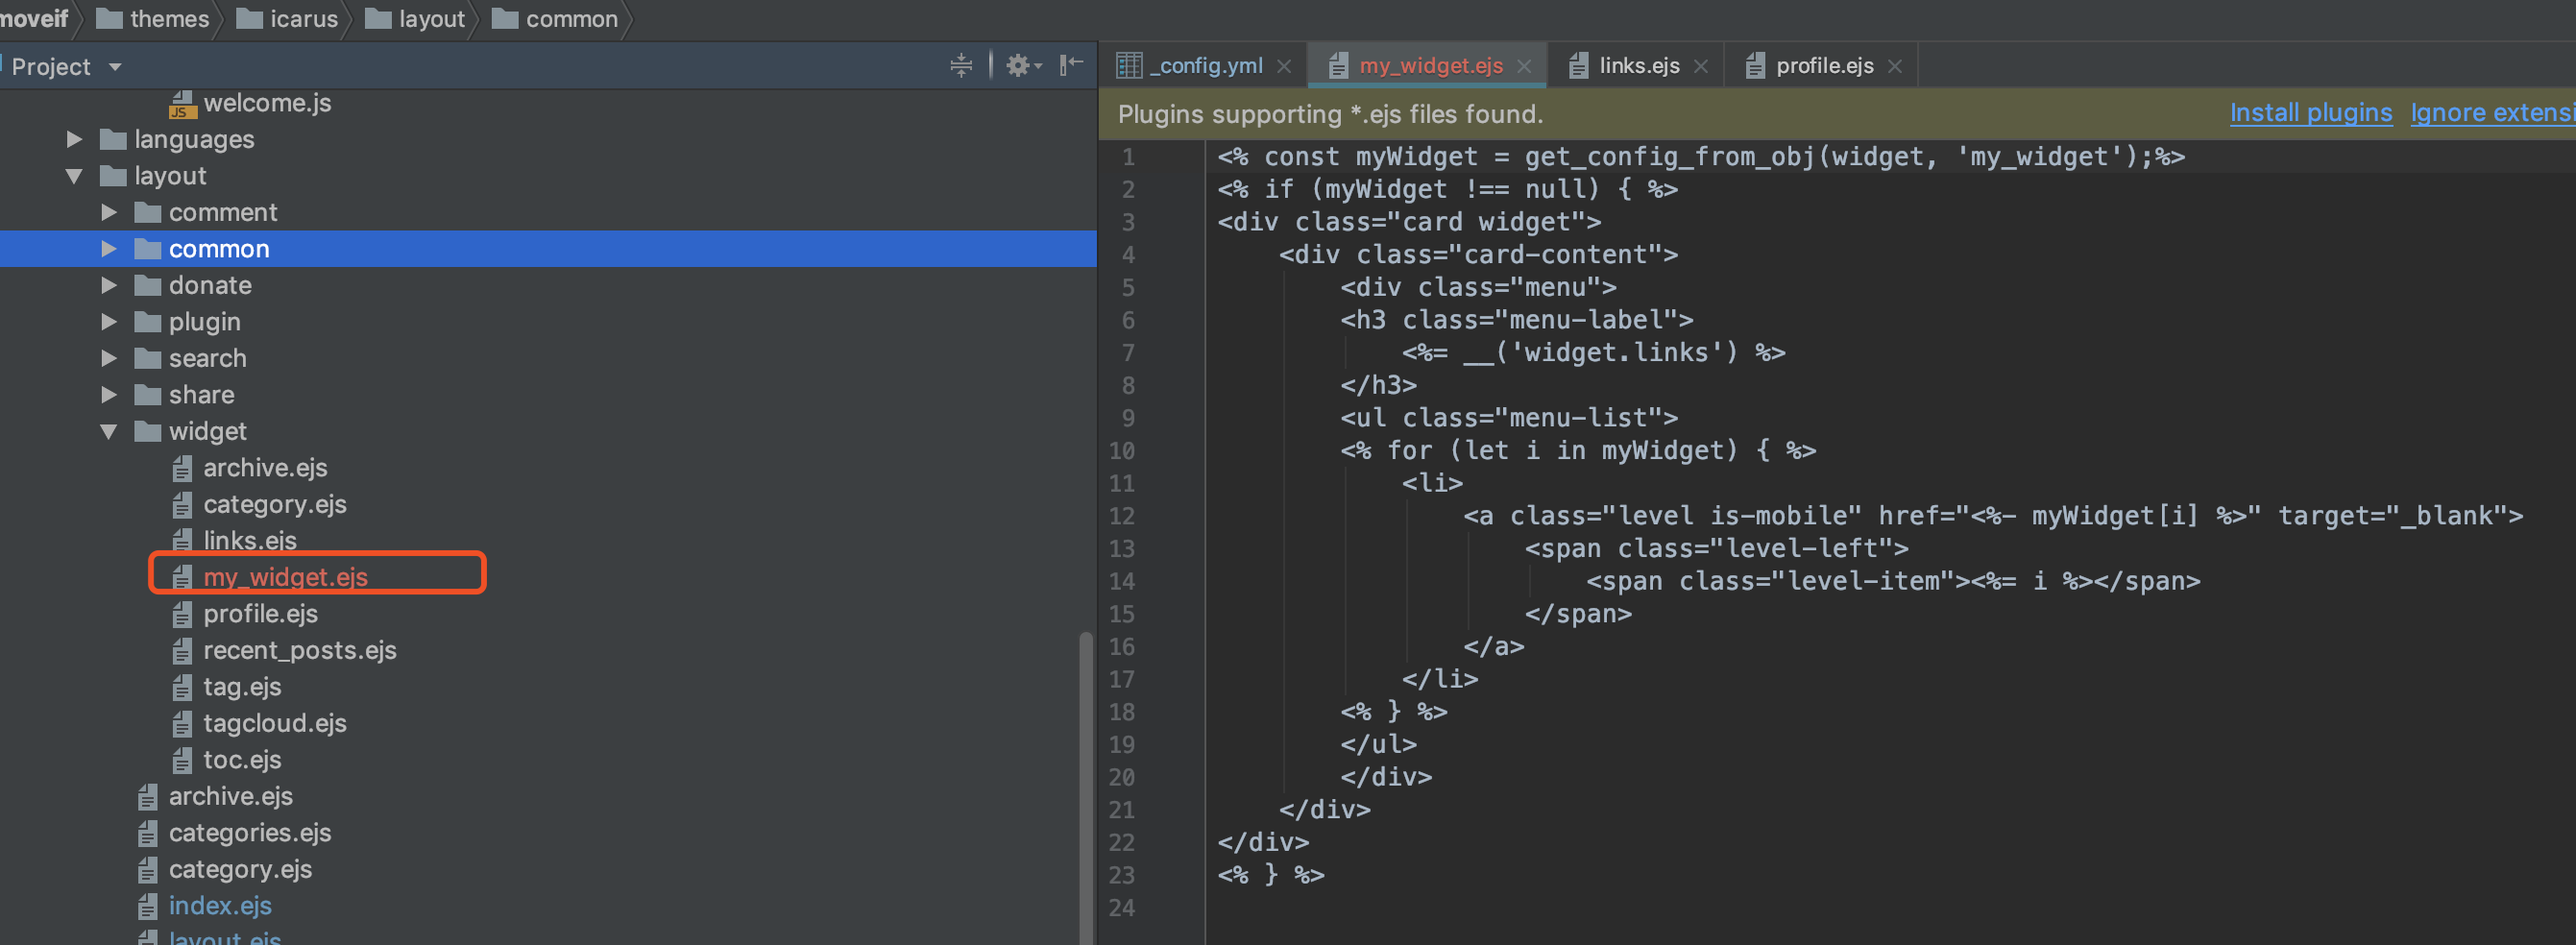 moveif themes icarus layout common
Project
welcome.js
languages
layout
comment
common
donate
plugin
search
share
widget
archive.ejs
category.ejs
links.ejs
my_widget.ejs
profile.ejs
recent_posts.ejs
tag.ejs
tagcloud.ejs
toc.ejs
archive.ejs
categories.ejs
category.ejs
index.ejs
layout.ejs
_config.yml my_widget.ejs links.ejs profile.ejs
Plugins supporting *.ejs files found. Install plugins Ignore extensi
1 <% const myWidget = get_config_from_obj(widget, 'my_widget');%>
2 <% if (myWidget !== null) { %>
3 <div class="card widget">
4     <div class="card-content">
5         <div class="menu">
6         <h3 class="menu-label">
7             <%= __('widget.links') %>
8         </h3>
9         <ul class="menu-list">
10         <% for (let i in myWidget) { %>
11             <li>
12                 <a class="level is-mobile" href="<%- myWidget[i] %>" target="_blank">
13                     <span class="level-left">
14                         <span class="level-item"><%= i %></span>
15                     </span>
16                 </a>
17             </li>
18         <% } %>
19         </ul>
20         </div>
21     </div>
22 </div>
23 <% } %>
24
JS